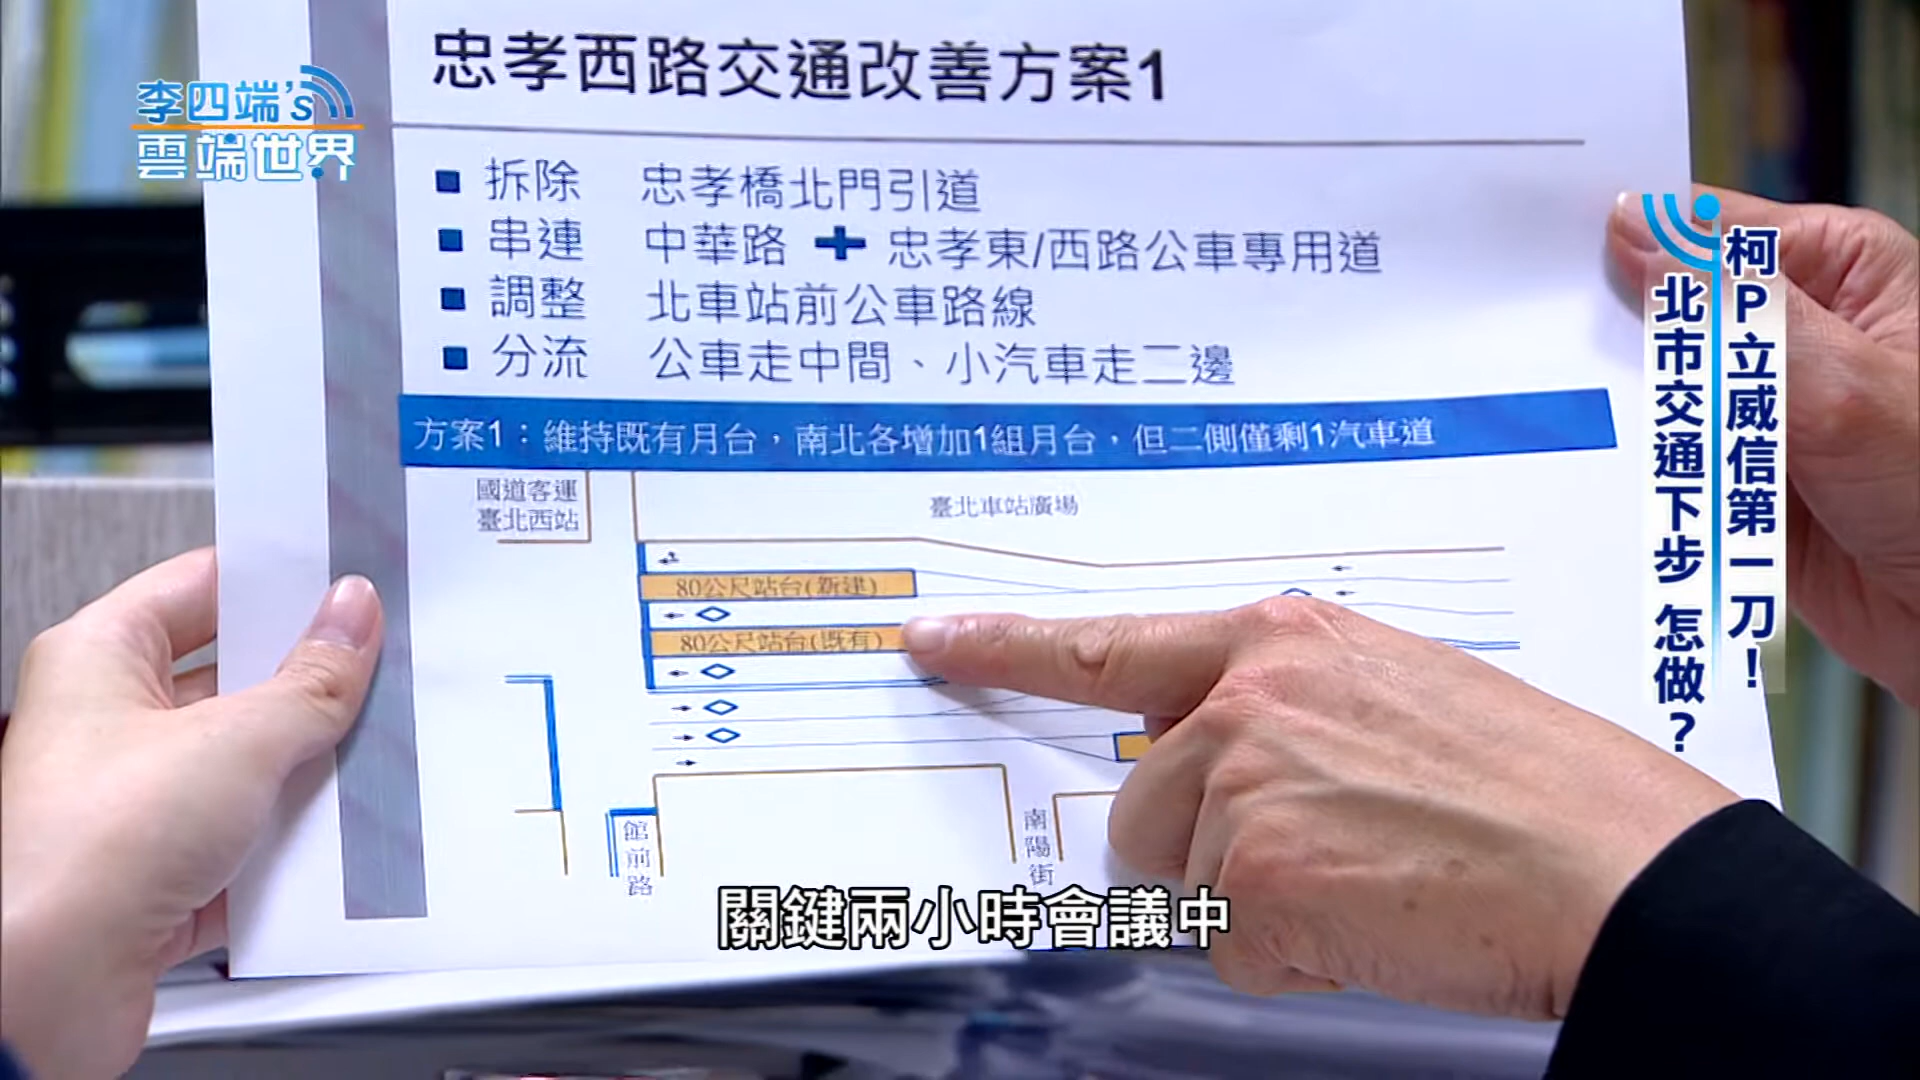 忠孝西路交通改善方案1
李四端's
雲端世界
■ 拆除 忠孝橋北門引道
■ 串連 中華路 ✚ 忠孝東/西路公車專用道
■ 調整 北車站前公車路線
■ 分流 公車走中間、小汽車走二邊
方案1：維持既有月台，南北各增加1組月台，但二側僅剩1汽車道
國道客運
臺北西站
臺北車站廣場
80公尺站台(新建)
80公尺站台(既有)
館前路
南陽街
柯P立威信第一刀！
北市交通下步 怎做？
關鍵兩小時會議中